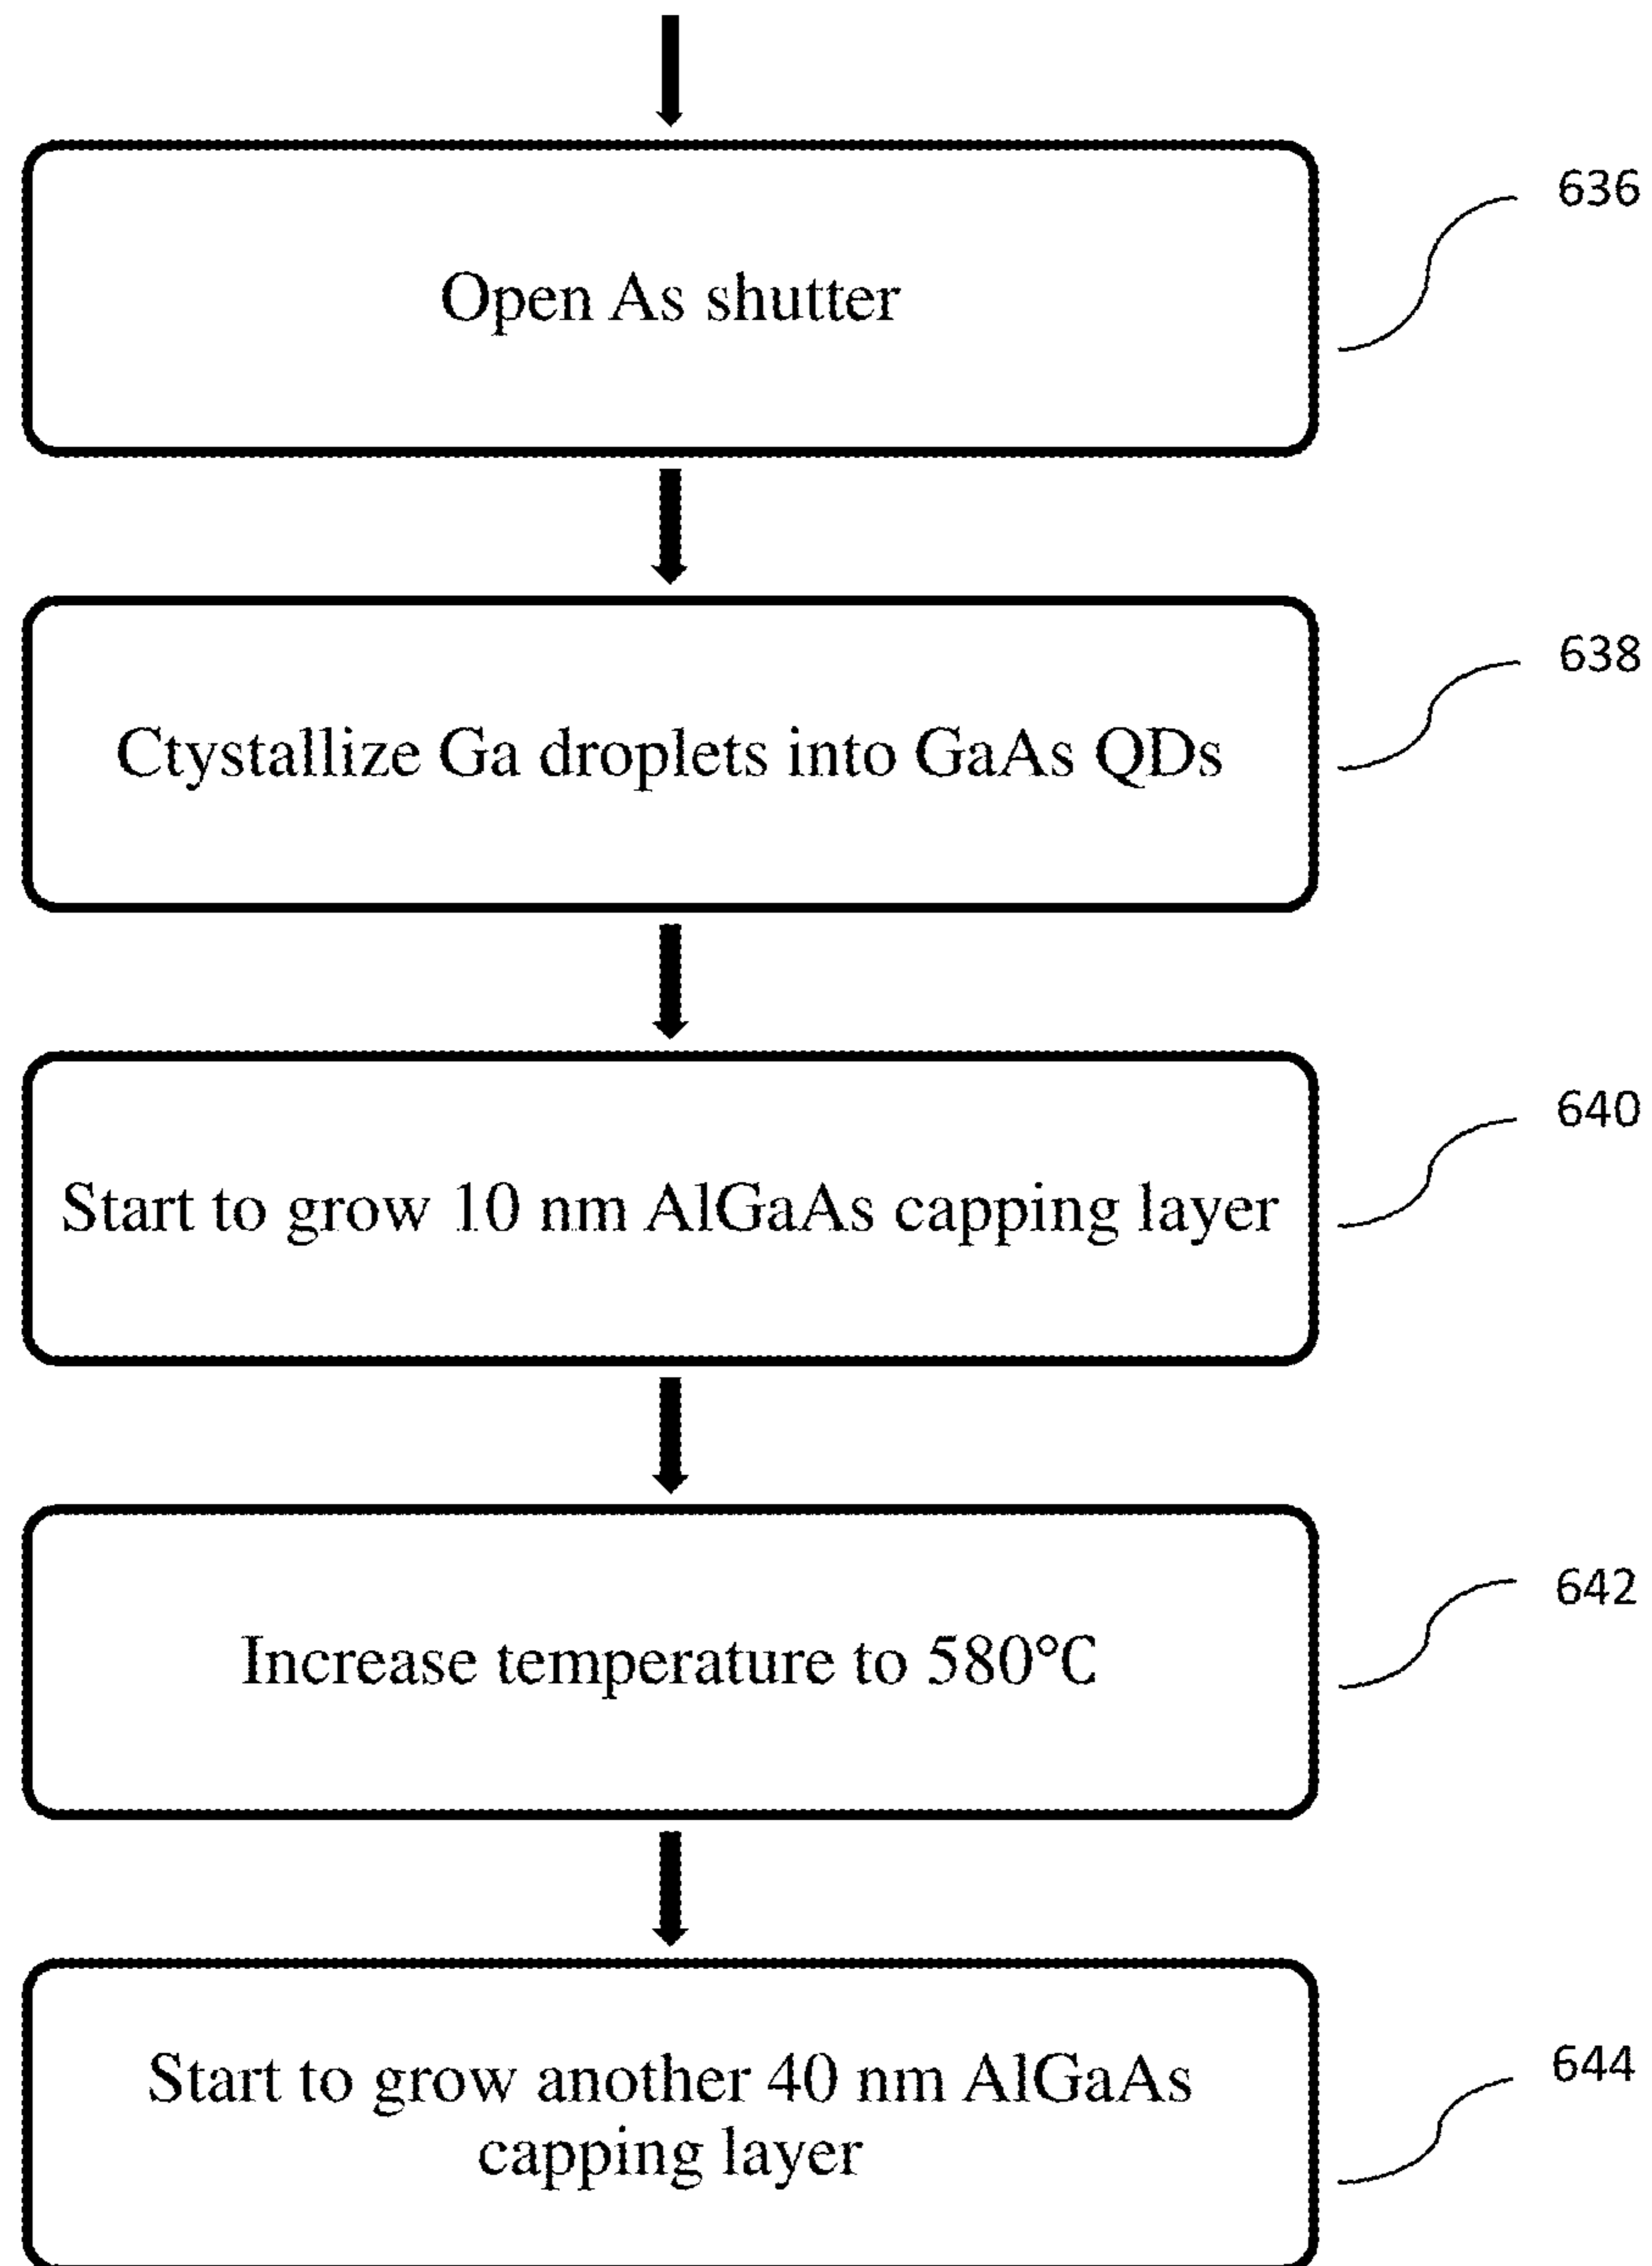 636
Open As shutter
638
Ctystallize Ga droplets into GaAs QDs
640
Start to grow 10 nm AlGaAs capping layer
642
Increase temperature to 580°C
644
Start to grow another 40 nm AlGaAs
capping layer